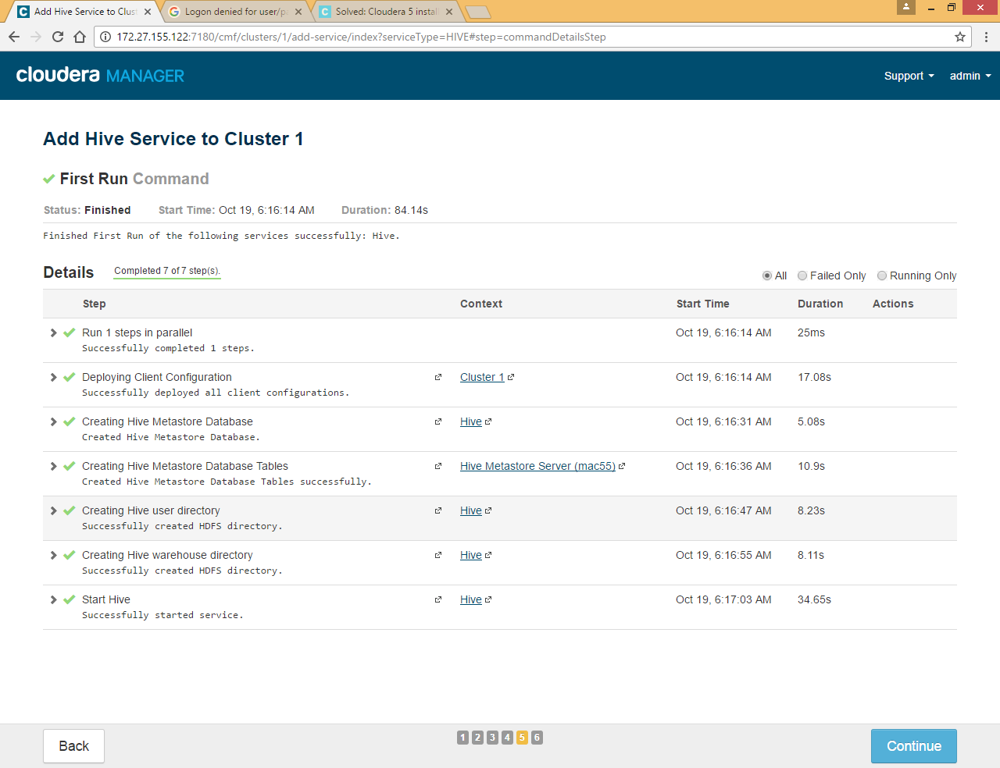 Add Hive Service to Clus
Logon denied for user/p
Solved: Cloudera 5 instal
172.27.155.122:7180/cmf/clusters/1/add-service/index?serviceType=HIVE#step=commandDetailsStep
cloudera MANAGER
Support
admin
Add Hive Service to Cluster 1
First Run Command
Status: Finished
Start Time: Oct 19, 6:16:14 AM
Duration: 84.14s
Finished First Run of the following services successfully: Hive.
Details
Completed 7 of 7 step(s).
All
Failed Only
Running Only
Step
Context
Start Time
Duration
Actions
Run 1 steps in parallel
Oct 19, 6:16:14 AM
25ms
Successfully completed 1 steps.
Deploying Client Configuration
Cluster 1
Oct 19, 6:16:14 AM
17.08s
Successfully deployed all client configurations.
Creating Hive Metastore Database
Hive
Oct 19, 6:16:31 AM
5.08s
Created Hive Metastore Database.
Creating Hive Metastore Database Tables
Hive Metastore Server (mac55)
Oct 19, 6:16:36 AM
10.9s
Created Hive Metastore Database Tables successfully.
Creating Hive user directory
Hive
Oct 19, 6:16:47 AM
8.23s
Successfully created HDFS directory.
Creating Hive warehouse directory
Hive
Oct 19, 6:16:55 AM
8.11s
Successfully created HDFS directory.
Start Hive
Hive
Oct 19, 6:17:03 AM
34.65s
Successfully started service.
Back
1 2 3 4 5 6
Continue